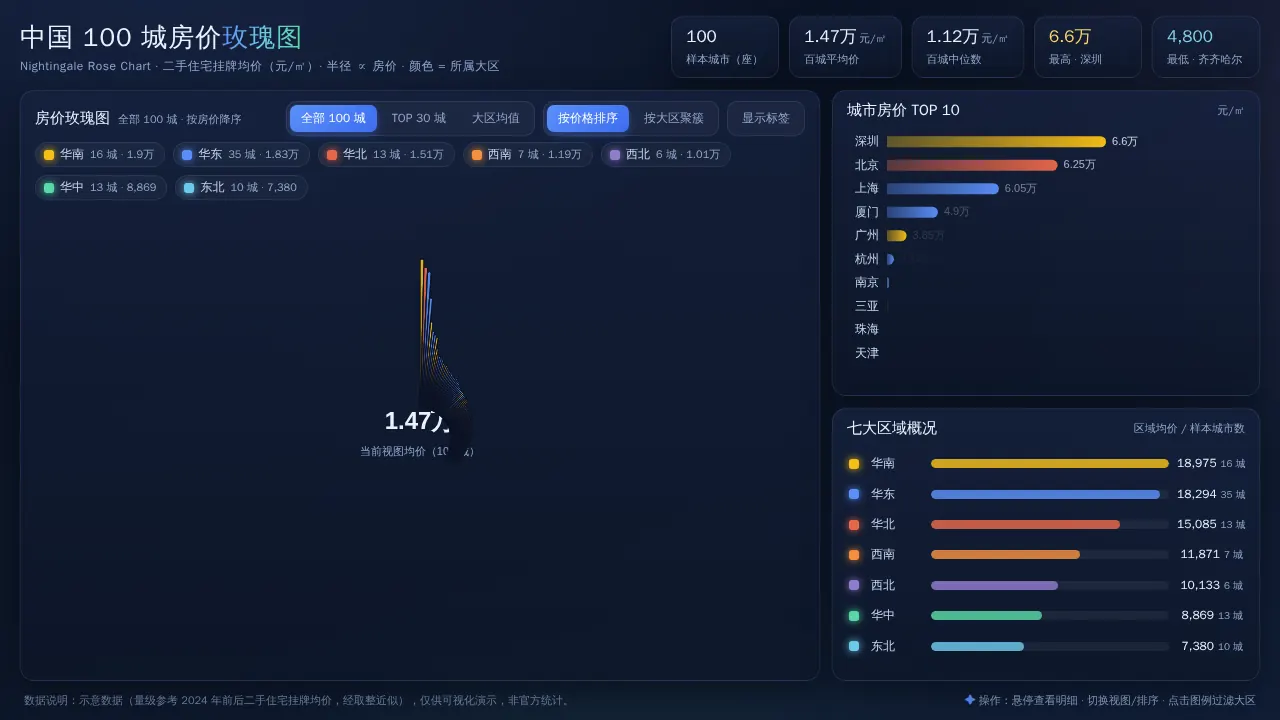 中国 100 城房价玫瑰图
Nightingale Rose Chart · 二手住宅挂牌均价（元/㎡）· 半径 ∝ 房价 · 颜色 = 所属大区
100
样本城市（座）
1.47万 元/㎡
百城平均价
1.12万 元/㎡
百城中位数
6.6万
最高 · 深圳
4,800
最低 · 齐齐哈尔
房价玫瑰图 全部 100 城 · 按房价降序
全部 100 城
TOP 30 城
大区均值
按价格排序
按大区聚簇
显示标签
华南 16 城 · 1.9万
华东 35 城 · 1.83万
华北 13 城 · 1.51万
西南 7 城 · 1.19万
西北 6 城 · 1.01万
华中 13 城 · 8,869
东北 10 城 · 7,380
1.47万
当前视图均价（10
城市房价 TOP 10
元/㎡
深圳 6.6万
北京 6.25万
上海 6.05万
厦门 4.9万
广州 3.85万
杭州
南京
三亚
珠海
天津
七大区域概况
区域均价 / 样本城市数
华南 18,975 16 城
华东 18,294 35 城
华北 15,085 13 城
西南 11,871 7 城
西北 10,133 6 城
华中 8,869 13 城
东北 7,380 10 城
数据说明：示意数据（量级参考 2024 年前后二手住宅挂牌均价，经取整近似），仅供可视化演示，非官方统计。
✦ 操作：悬停查看明细 · 切换视图/排序 · 点击图例过滤大区